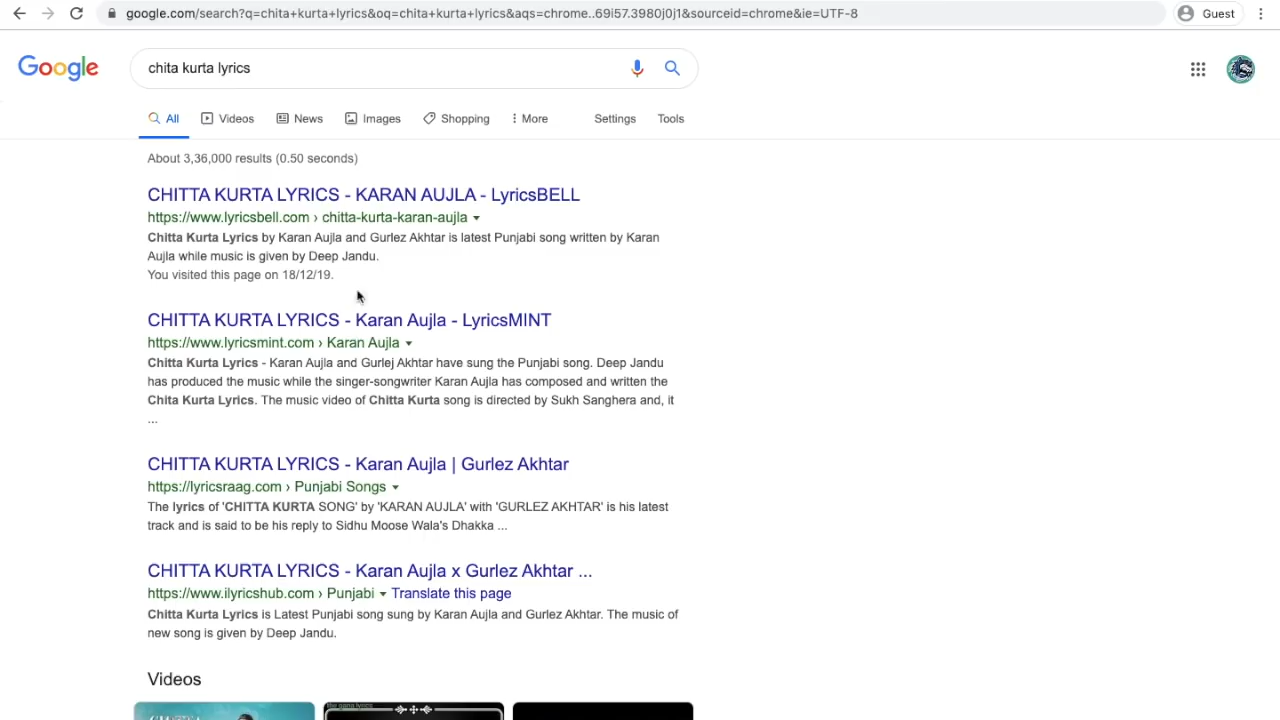 google.com/search?q=chita+kurta+lyrics&oq=chita+kurta+lyrics&aqs=chrome..69i57.3980j0j1&sourceid=chrome&ie=UTF-8
Guest
Google
chita kurta lyrics
All Videos News Images Shopping More Settings Tools
About 3,36,000 results (0.50 seconds)
CHITTA KURTA LYRICS - KARAN AUJLA - LyricsBELL
https://www.lyricsbell.com › chitta-kurta-karan-aujla
Chitta Kurta Lyrics by Karan Aujla and Gurlez Akhtar is latest Punjabi song written by Karan
Aujla while music is given by Deep Jandu.
You visited this page on 18/12/19.
CHITTA KURTA LYRICS - Karan Aujla - LyricsMINT
https://www.lyricsmint.com › Karan Aujla
Chitta Kurta Lyrics - Karan Aujla and Gurlej Akhtar have sung the Punjabi song. Deep Jandu
has produced the music while the singer-songwriter Karan Aujla has composed and written the
Chita Kurta Lyrics. The music video of Chitta Kurta song is directed by Sukh Sanghera and, it
...
CHITTA KURTA LYRICS - Karan Aujla | Gurlez Akhtar
https://lyricsraag.com › Punjabi Songs
The lyrics of 'CHITTA KURTA SONG' by 'KARAN AUJLA' with 'GURLEZ AKHTAR' is his latest
track and is said to be his reply to Sidhu Moose Wala's Dhakka ...
CHITTA KURTA LYRICS - Karan Aujla x Gurlez Akhtar ...
https://www.ilyricshub.com › Punjabi Translate this page
Chitta Kurta Lyrics is Latest Punjabi song sung by Karan Aujla and Gurlez Akhtar. The music of
new song is given by Deep Jandu.
Videos